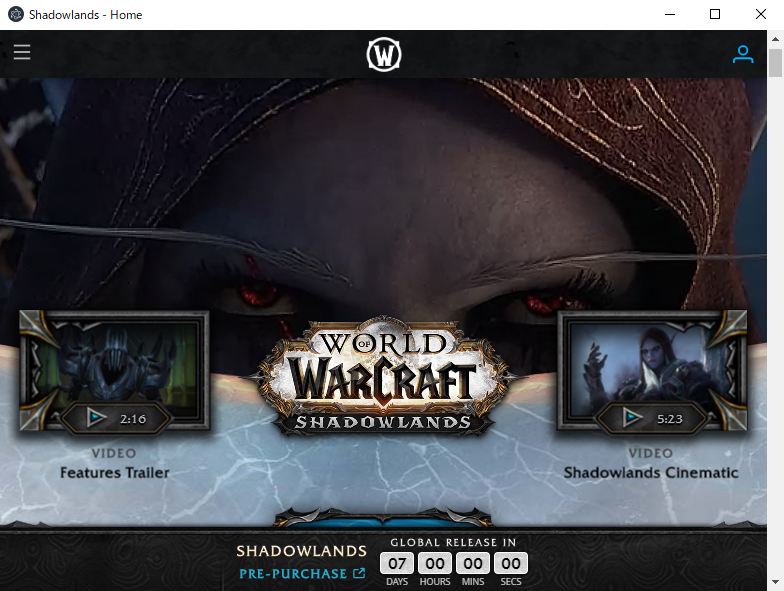 Shadowlands - Home
W
2:16
VIDEO
Features Trailer
WORLD
OF
WARCRAFT
SHADOWLANDS
5:23
VIDEO
Shadowlands Cinematic
SHADOWLANDS
PRE-PURCHASE
GLOBAL RELEASE IN
07 00 00 00
DAYS HOURS MINS SECS